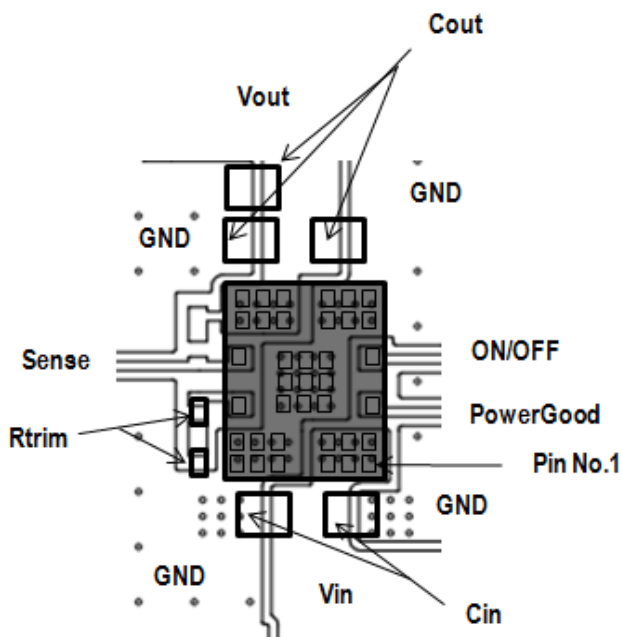 Cout
Vout
GND
GND
Sense
ON/OFF
PowerGood
Rtrim
Pin No.1
GND
GND
Vin
Cin